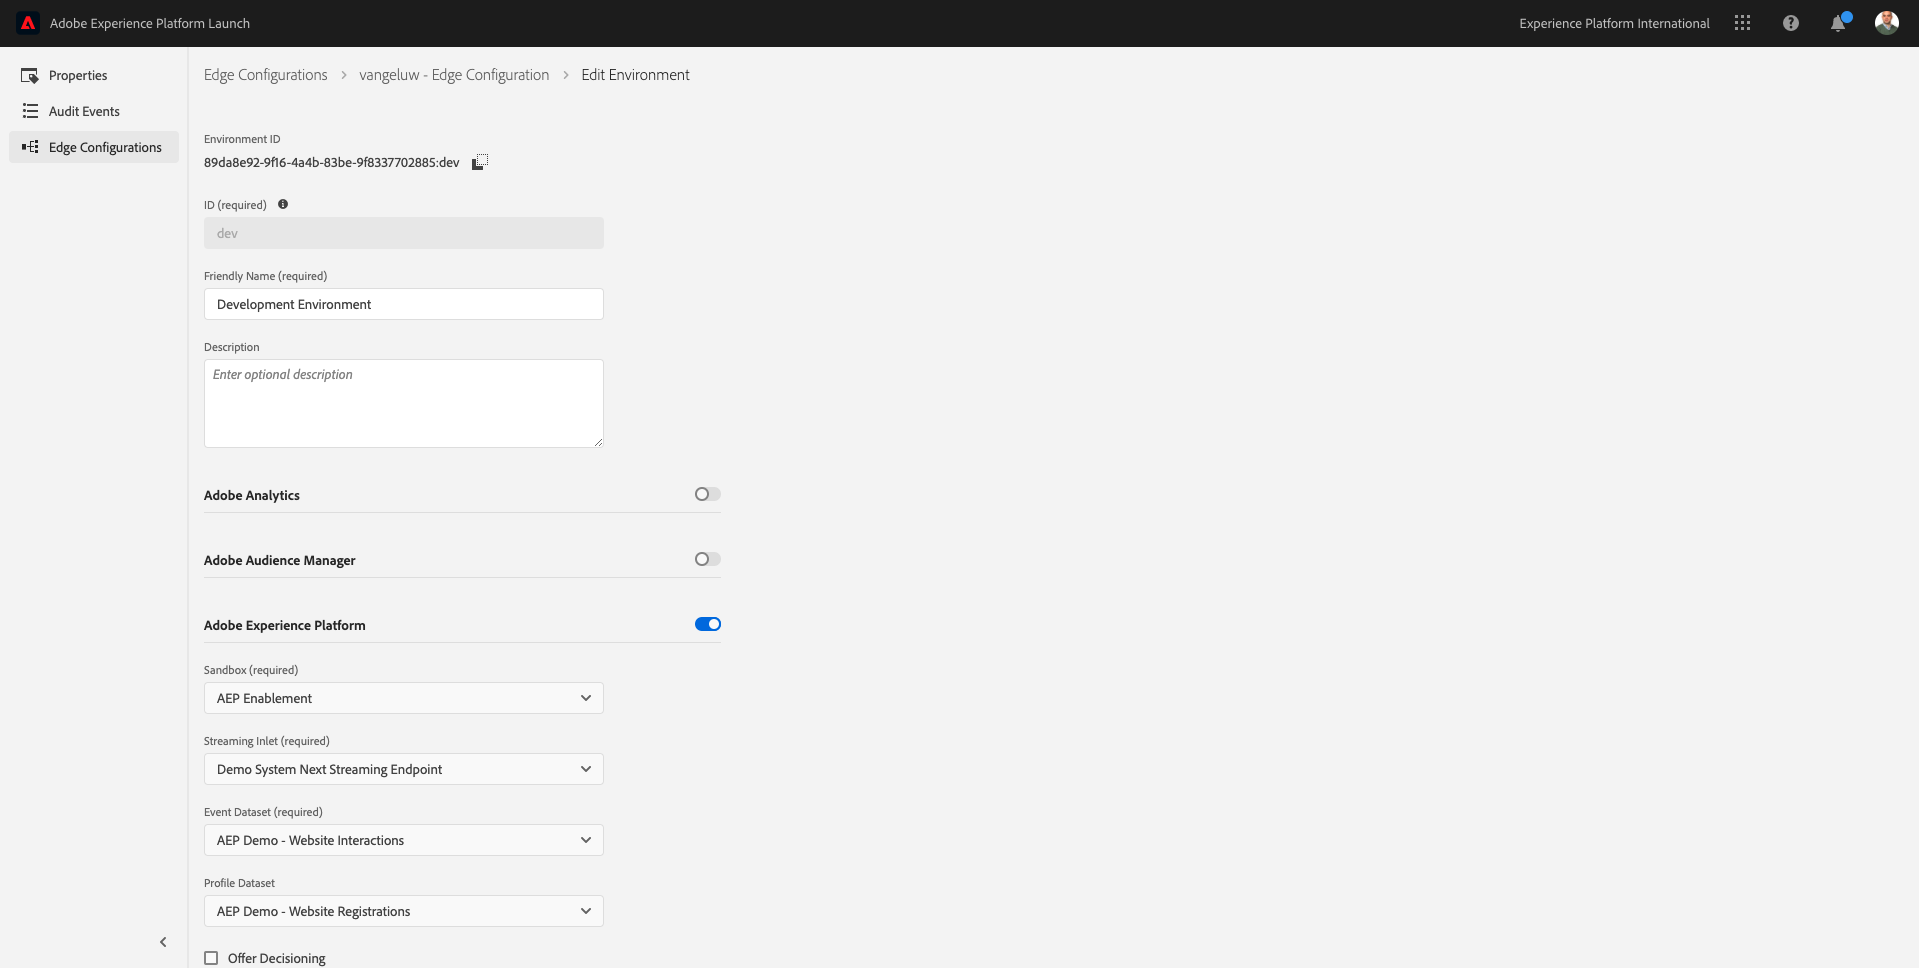 Adobe Experience Platform Launch
Experience Platform International
Properties
Audit Events
Edge Configurations
Edge Configurations > vangeluw - Edge Configuration > Edit Environment
Environment ID
89da8e92-9f16-4a4b-83be-9f8337702885:dev
ID (required)
dev
Friendly Name (required)
Development Environment
Description
Enter optional description
Adobe Analytics
Adobe Audience Manager
Adobe Experience Platform
Sandbox (required)
AEP Enablement
Streaming Inlet (required)
Demo System Next Streaming Endpoint
Event Dataset (required)
AEP Demo - Website Interactions
Profile Dataset
AEP Demo - Website Registrations
Offer Decisioning